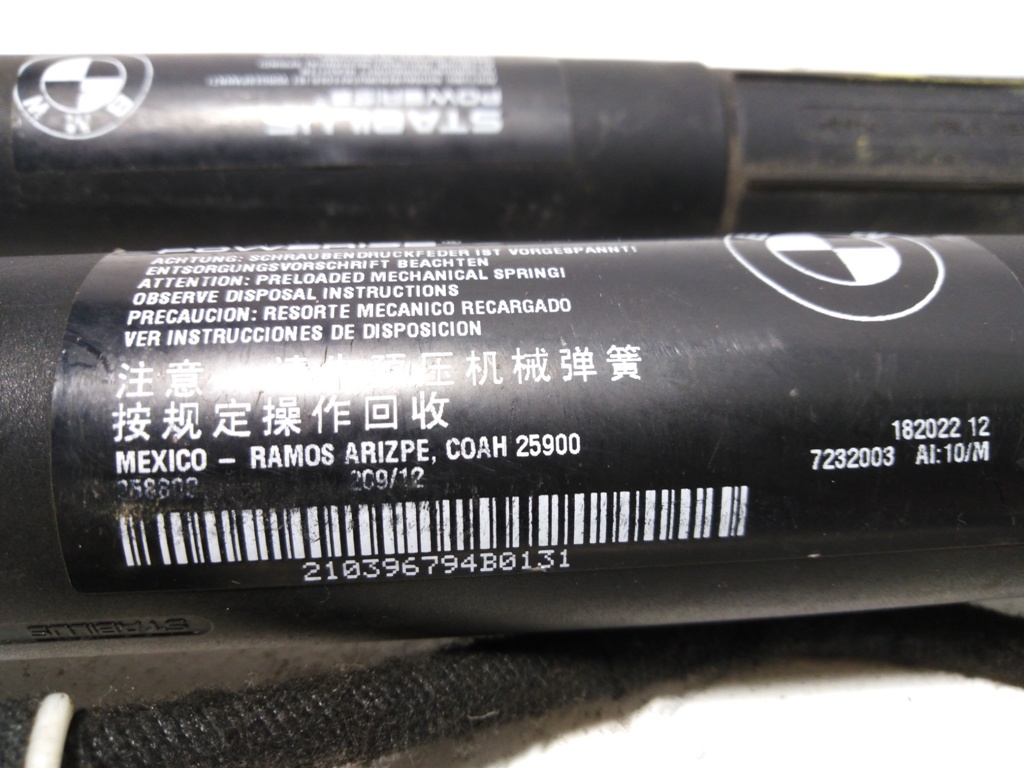 BMW
STABILUS
POWERISE
POWERISE
ACHTUNG: SCHRAUBENDRUCKFEDER IST VORGESPANNT!
ENTSORGUNGSVORSCHRIFT BEACHTEN
ATTENTION: PRELOADED MECHANICAL SPRING!
OBSERVE DISPOSAL INSTRUCTIONS
PRECAUCION: RESORTE MECANICO RECARGADO
VER INSTRUCCIONES DE DISPOSICION
注意 压机械弹簧
按规定操作回收
MEXICO – RAMOS ARIZPE, COAH 25900
209/12
182022 12
7232003 AI:10/M
210396794B0131
STABILUS